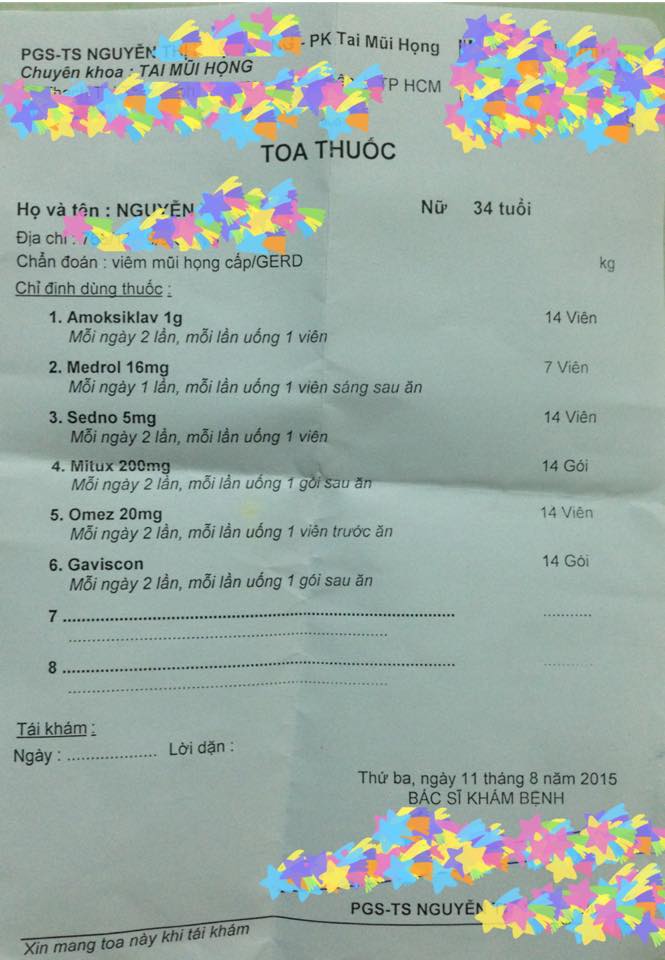 PGS-TS NGUYỄN THỊ - PK Tai Mũi Họng
Chuyên khoa : TAI MŨI HỌNG
TP HCM
TOA THUỐC
Họ và tên : NGUYỄN Nữ 34 tuổi
Địa chỉ :
Chẩn đoán : viêm mũi họng cấp/GERD kg
Chỉ định dùng thuốc :
1. Amoksiklav 1g 14 Viên
Mỗi ngày 2 lần, mỗi lần uống 1 viên
2. Medrol 16mg 7 Viên
Mỗi ngày 1 lần, mỗi lần uống 1 viên sáng sau ăn
3. Sedno 5mg 14 Viên
Mỗi ngày 2 lần, mỗi lần uống 1 viên
4. Mitux 200mg 14 Gói
Mỗi ngày 2 lần, mỗi lần uống 1 gói sau ăn
5. Omez 20mg 14 Viên
Mỗi ngày 2 lần, mỗi lần uống 1 viên trước ăn
6. Gaviscon 14 Gói
Mỗi ngày 2 lần, mỗi lần uống 1 gói sau ăn
7
8
Tái khám :
Ngày : .................. Lời dặn :
Thứ ba, ngày 11 tháng 8 năm 2015
BÁC SĨ KHÁM BỆNH
PGS-TS NGUYỄN
Xin mang toa này khi tái khám